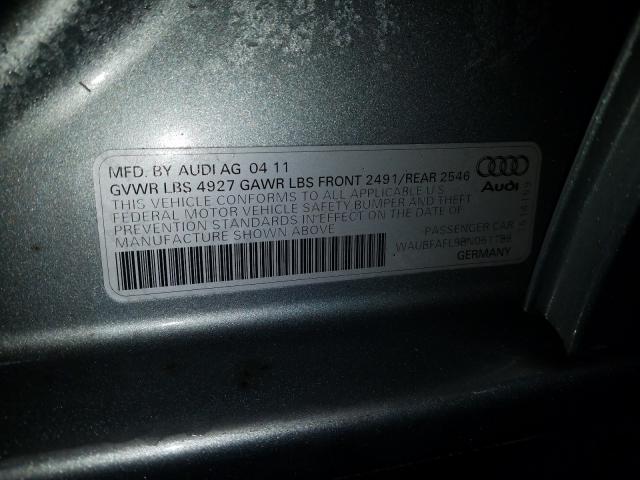 MFD. BY AUDI AG 04 11
GVWR LBS 4927 GAWR LBS FRONT 2491/REAR 2546
THIS VEHICLE CONFORMS TO ALL APPLICABLE U S
FEDERAL MOTOR VEHICLE SAFETY BUMPER AND THEFT
PREVENTION STANDARDS IN EFFECT ON THE DATE OF
MANUFACTURE SHOWN ABOVE
Audi
PASSENGER CAR
GERMANY